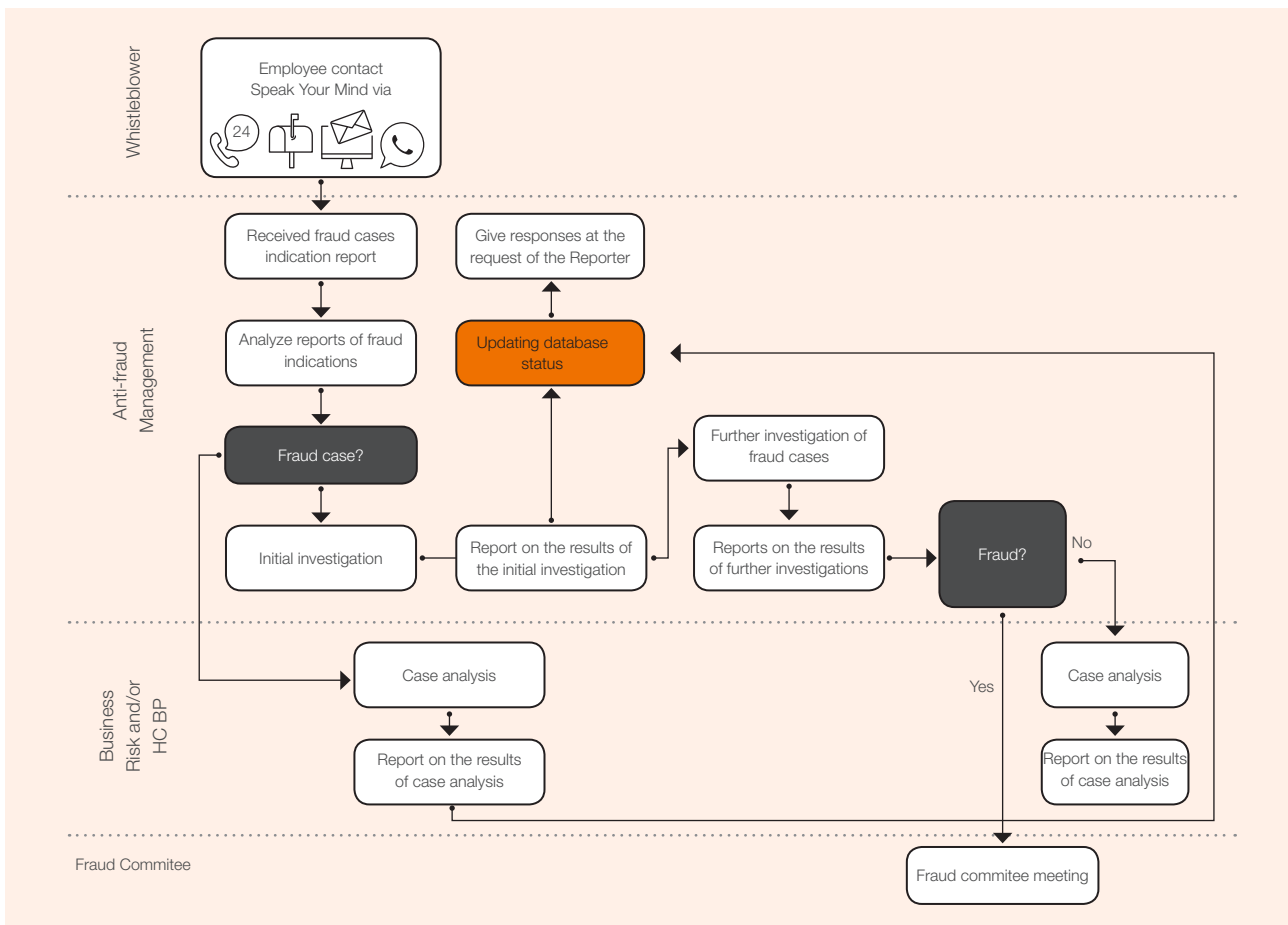 Whistleblower
Employee contact
Speak Your Mind via
24
Anti-fraud
Management
Received fraud cases
indication report
Give responses at the
request of the Reporter
Analyze reports of fraud
indications
Updating database
status
Fraud case?
Further investigation of
fraud cases
Initial investigation
Report on the results of
the initial investigation
Reports on the results
of further investigations
Fraud?
No
Yes
Business
Risk and/or
HC BP
Case analysis
Report on the results
of case analysis
Case analysis
Report on the results
of case analysis
Fraud Commitee
Fraud commitee meeting